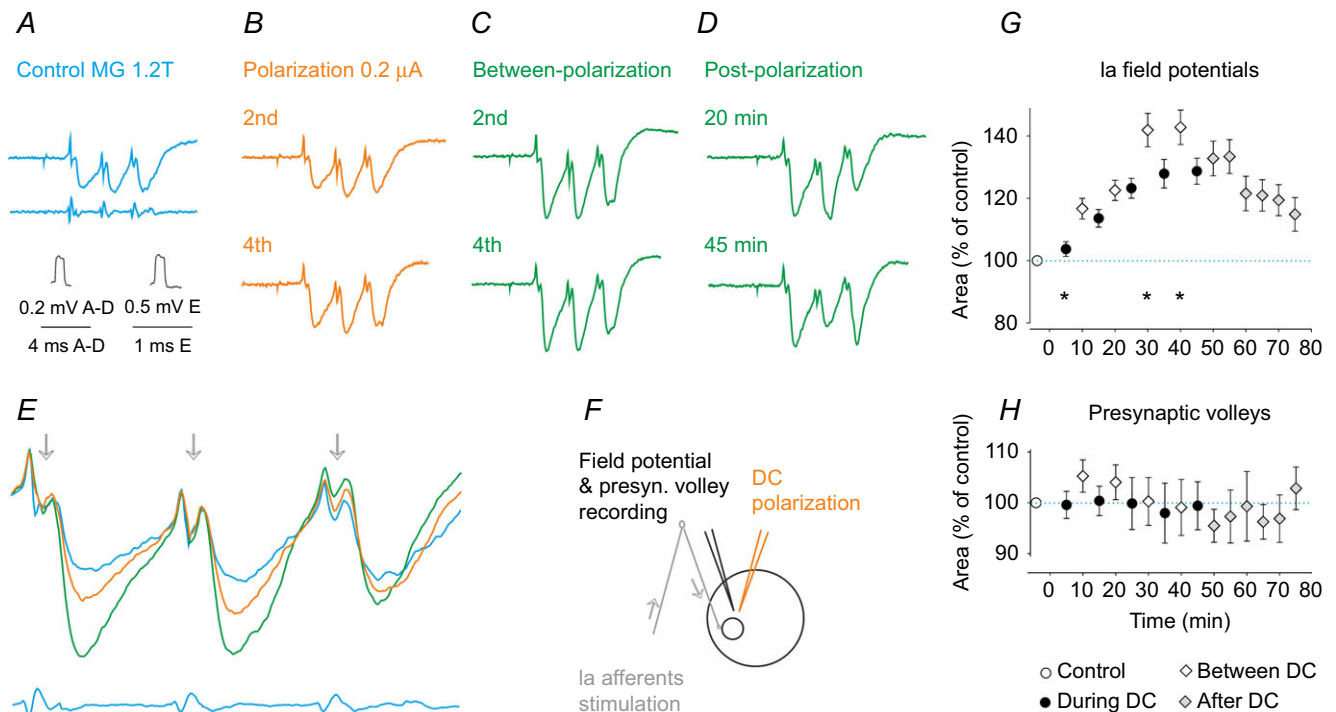 A
Control MG 1.2T
0.2 mV A-D
0.5 mV E
4 ms A-D
1 ms E
B
Polarization 0.2 µA
2nd
4th
C
Between-polarization
2nd
4th
D
Post-polarization
20 min
45 min
E
F
Field potential
& presyn. volley
recording
DC
polarization
Ia afferents
stimulation
G
Ia field potentials
Area (% of control)
140
120
100
80
* * *
0 10 20 30 40 50 60 70 80
H
Presynaptic volleys
Area (% of control)
110
100
90
0 10 20 30 40 50 60 70 80
Time (min)
Control
Between DC
During DC
After DC